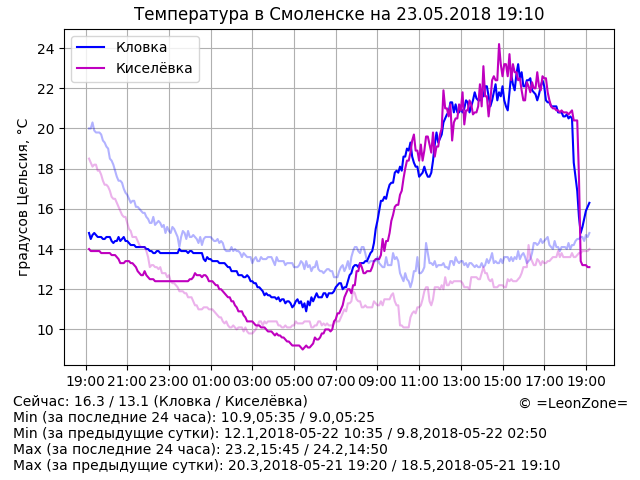 Температура в Смоленске на 23.05.2018 19:10
Кловка
Киселёвка
градусов Цельсия, °C
24
22
20
18
16
14
12
10
19:00 21:00 23:00 01:00 03:00 05:00 07:00 09:00 11:00 13:00 15:00 17:00 19:00
Сейчас: 16.3 / 13.1 (Кловка / Киселёвка)
© =LeonZone=
Min (за последние 24 часа): 10.9,05:35 / 9.0,05:25
Min (за предыдущие сутки): 12.1,2018-05-22 10:35 / 9.8,2018-05-22 02:50
Max (за последние 24 часа): 23.2,15:45 / 24.2,14:50
Max (за предыдущие сутки): 20.3,2018-05-21 19:20 / 18.5,2018-05-21 19:10